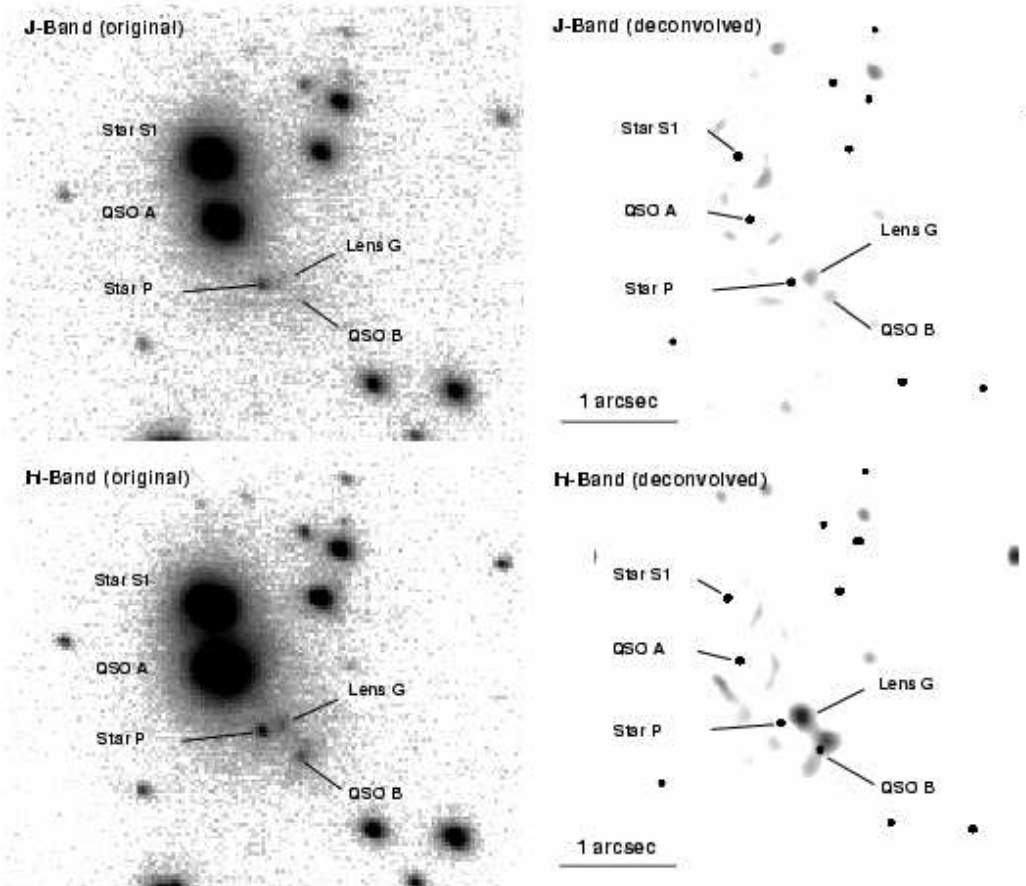 J-Band (original)
Star S1
QSO A
Lens G
Star P
QSO B
J-Band (deconvolved)
Star S1
QSO A
Lens G
Star P
QSO B
1 arcsec
H-Band (original)
Star S1
QSO A
Lens G
Star P
QSO B
H-Band (deconvolved)
Star S1
QSO A
Lens G
Star P
QSO B
1 arcsec